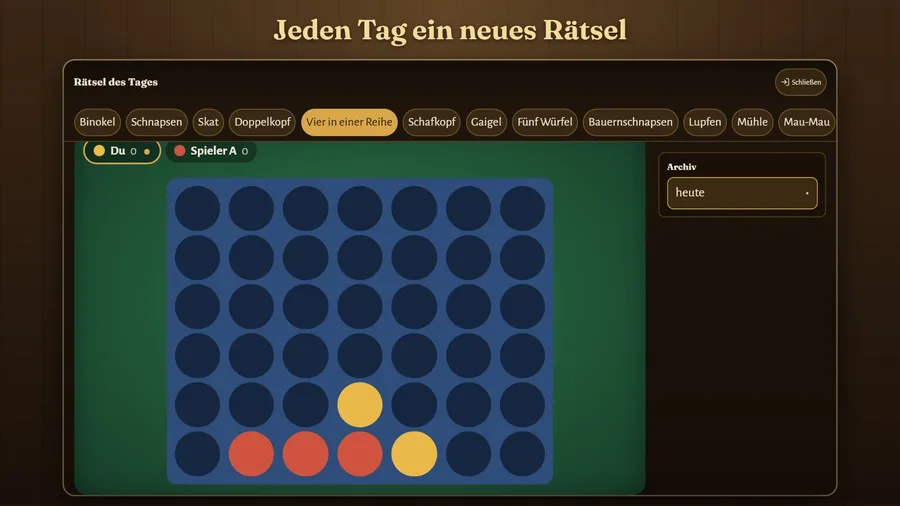 Jeden Tag ein neues Rätsel
Rätsel des Tages
Schließen
Binokel Schnapsen Skat Doppelkopf Vier in einer Reihe Schafkopf Gaigel Fünf Würfel Bauernschnapsen Lupfen Mühle Mau-Mau
Du 0 Spieler A 0
Archiv
heute